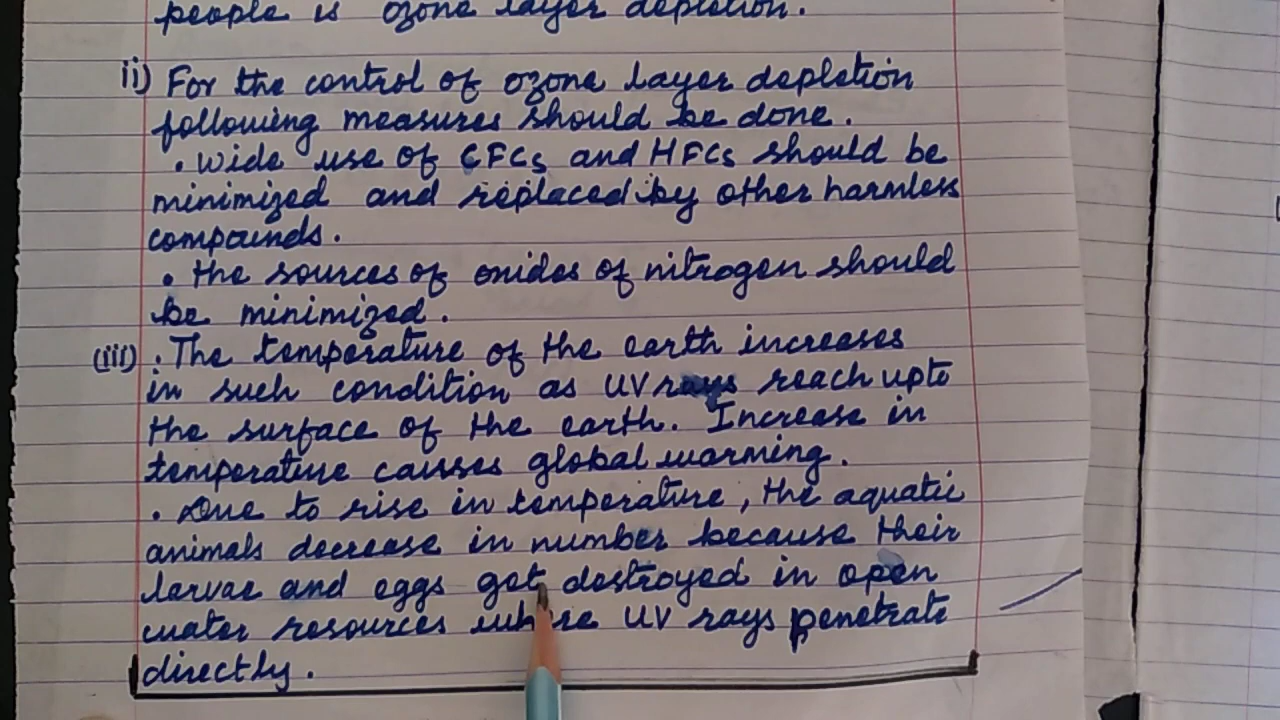 people is ozone layer depletion.
ii) For the control of ozone layer depletion
following measures should be done.
• wide use of CFCs and HFCs should be
minimized and replaced by other harmless
compounds.
• the sources of oxides of nitrogen should
be minimized.
(iii) • The temperature of the earth increases
in such condition as UV rays reach upto
the surface of the earth. Increase in
temperature causes global warming.
• Due to rise in temperature, the aquatic
animals decrease in number because their
larvae and eggs get destroyed in open
water resources where UV rays penetrate
directly.